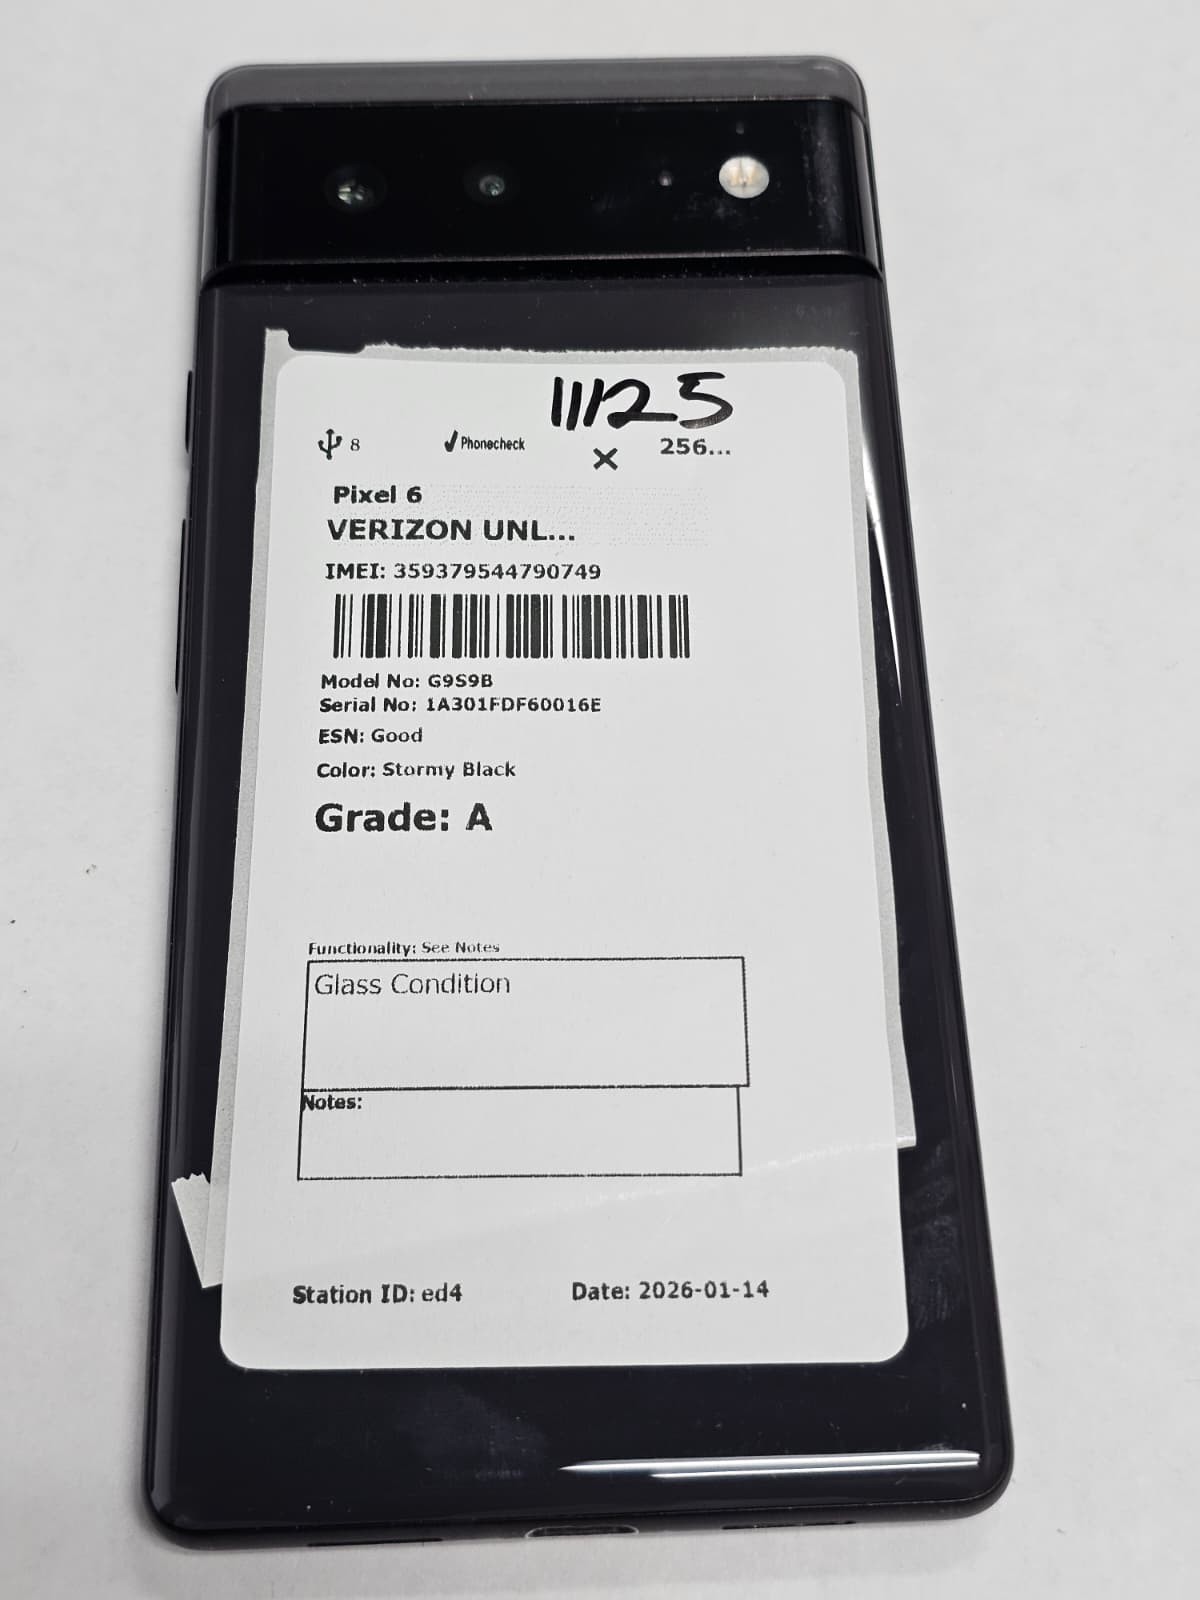 11125
8 Phonecheck × 256...
Pixel 6
VERIZON UNL...
IMEI: 359379544790749
Model No: G9S9B
Serial No: 1A301FDF60016E
ESN: Good
Color: Stormy Black
Grade: A
Functionality: See Notes
Glass Condition
Notes:
Station ID: ed4 Date: 2026-01-14